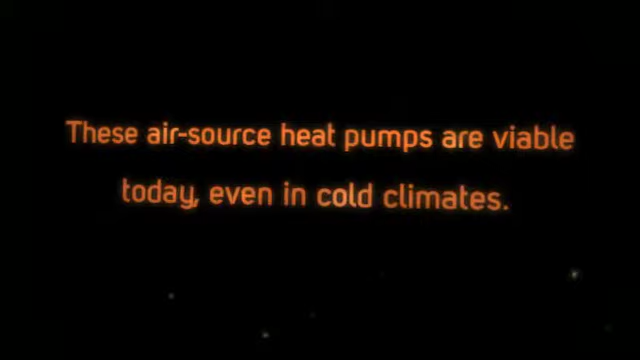 These air-source heat pumps are viable
today, even in cold climates.